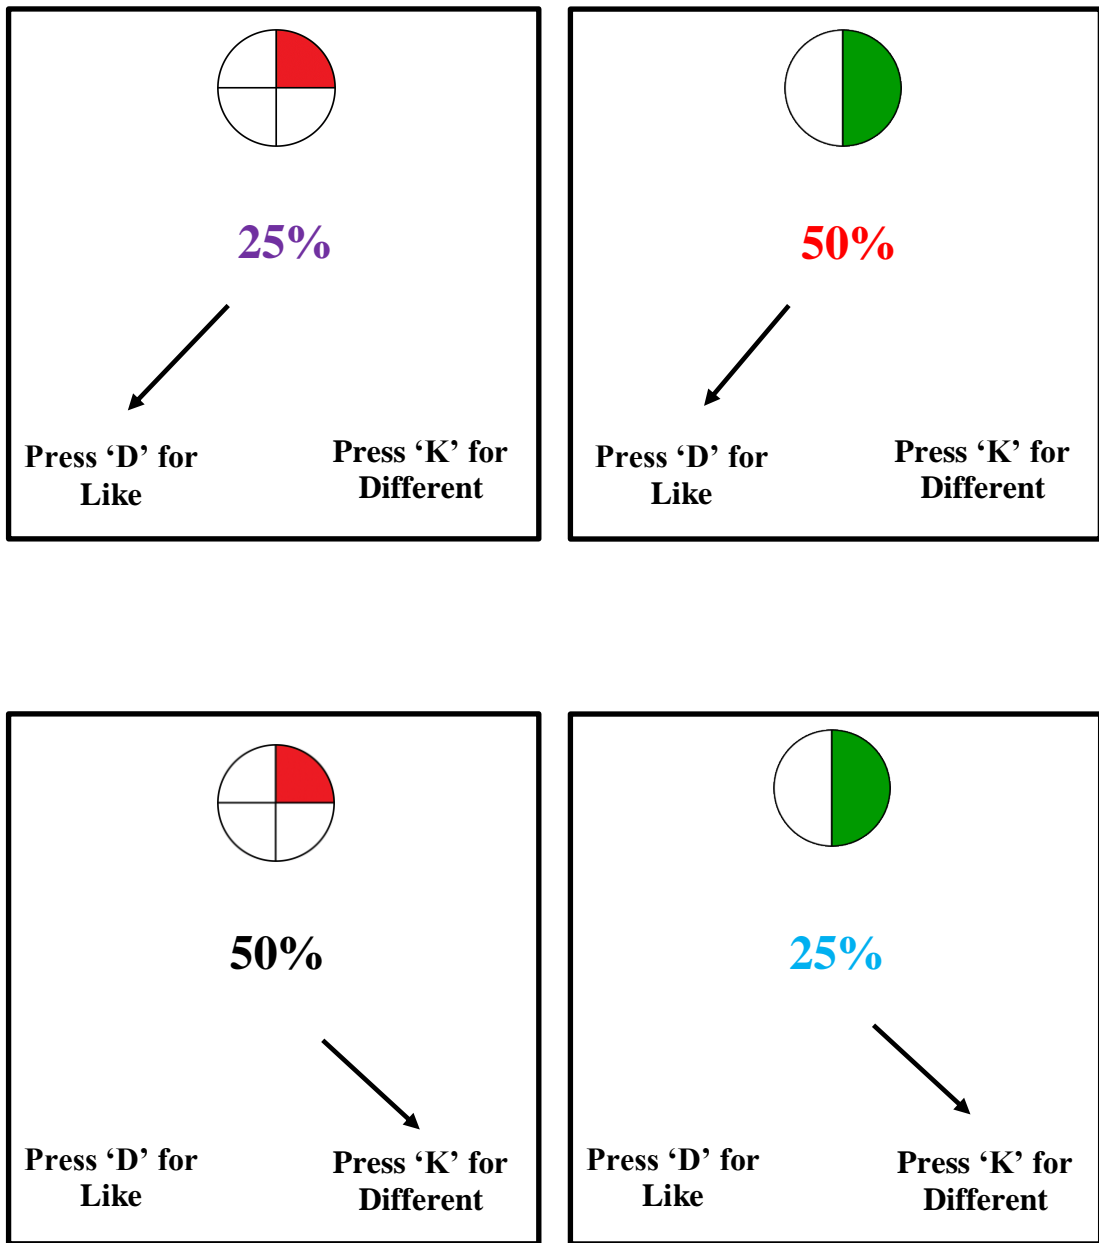 25%
Press ‘D’ for
Like
Press ‘K’ for
Different
50%
Press ‘D’ for
Like
Press ‘K’ for
Different
50%
Press ‘D’ for
Like
Press ‘K’ for
Different
25%
Press ‘D’ for
Like
Press ‘K’ for
Different